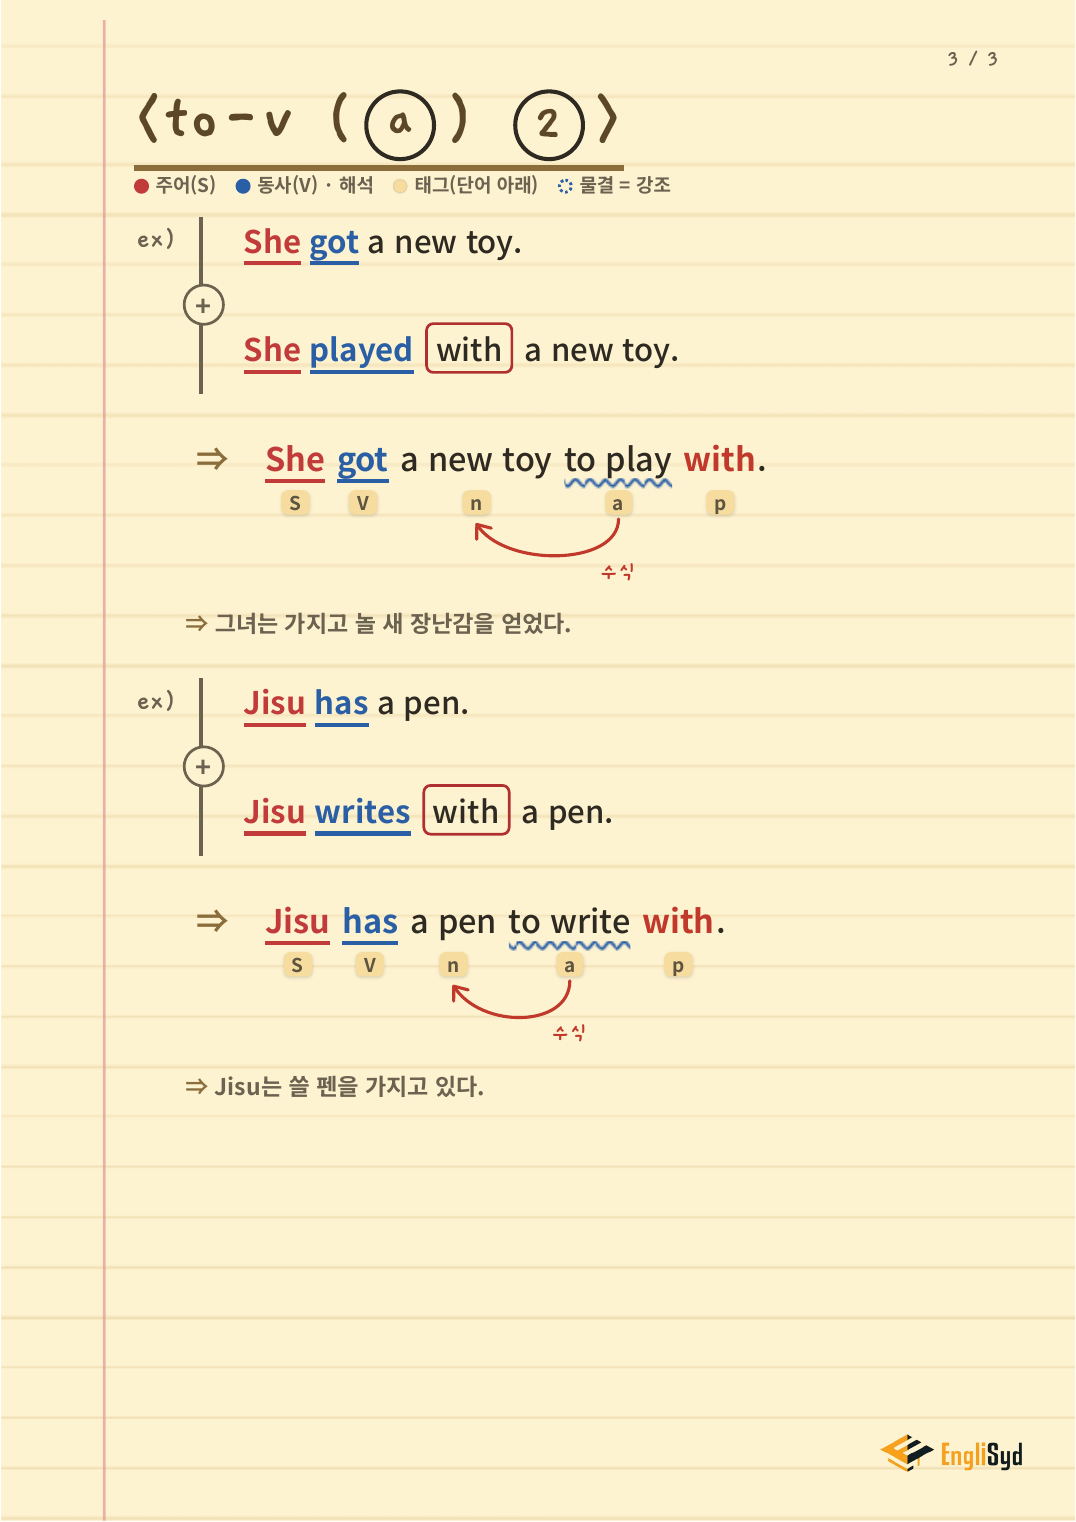 3 / 3
<to-v (ⓐ) ②>
주어(S) 동사(V) · 해석 태그(단어 아래) 물결 = 강조
ex) She got a new toy.
+
She played with a new toy.
⇒ She got a new toy to play with.
S V n a p
수식
⇒ 그녀는 가지고 놀 새 장난감을 얻었다.
ex) Jisu has a pen.
+
Jisu writes with a pen.
⇒ Jisu has a pen to write with.
S V n a p
수식
⇒ Jisu는 쓸 펜을 가지고 있다.
EngliSyd